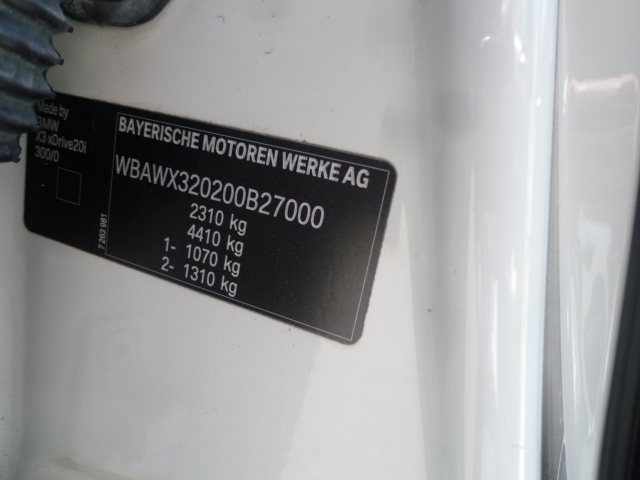 Made by
BMW
X3 xDrive20i
300/0
7 263 981
BAYERISCHE MOTOREN WERKE AG
WBAWX320200B27000
2310 kg
4410 kg
1- 1070 kg
2- 1310 kg